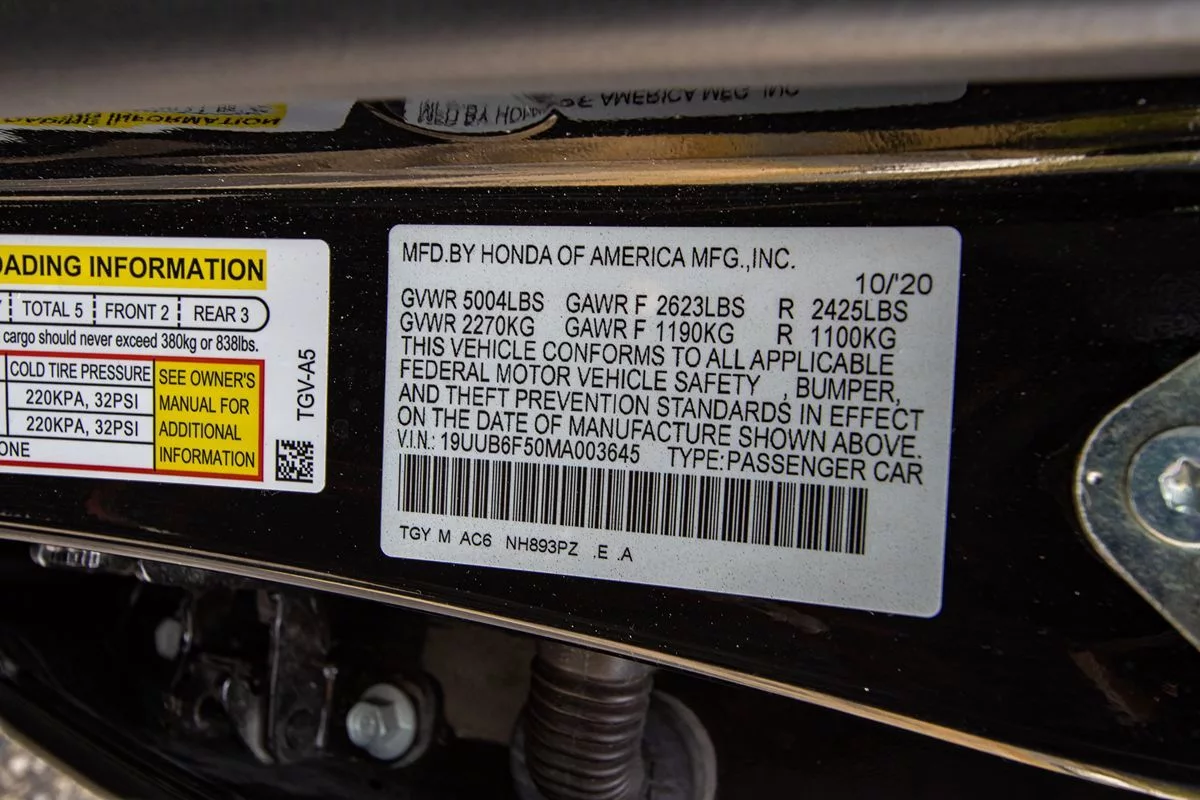 MFD.BY HONDA OF AMERICA MFG.,INC.
10/'20
GVWR 5004LBS GAWR F 2623LBS R 2425LBS
GVWR 2270KG GAWR F 1190KG R 1100KG
THIS VEHICLE CONFORMS TO ALL APPLICABLE
FEDERAL MOTOR VEHICLE SAFETY , BUMPER,
AND THEFT PREVENTION STANDARDS IN EFFECT
ON THE DATE OF MANUFACTURE SHOWN ABOVE.
V.I.N.: 19UUB6F50MA003645 TYPE:PASSENGER CAR
TGY M AC6 NH893PZ .E .A
OADING INFORMATION
TOTAL 5 FRONT 2 REAR 3
cargo should never exceed 380kg or 838lbs.
COLD TIRE PRESSURE
220KPA, 32PSI
220KPA, 32PSI
ONE
SEE OWNER'S
MANUAL FOR
ADDITIONAL
INFORMATION
TGV-A5